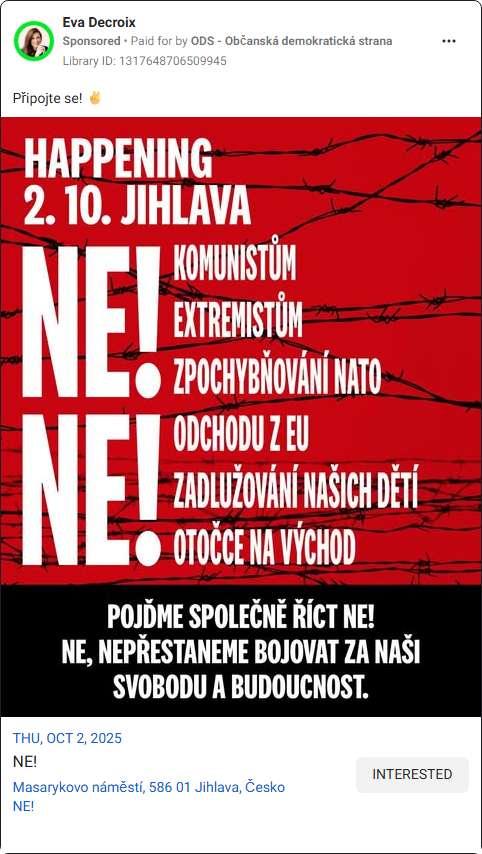 Eva Decroix
Sponsored • Paid for by ODS - Občanská demokratická strana
Library ID: 1317648706509945
Připojte se! ✌
HAPPENING
2. 10. JIHLAVA
NE!
KOMUNISTŮM
EXTREMISTŮM
ZPOCHYBŇOVÁNÍ NATO
NE!
ODCHODU Z EU
ZADLUŽOVÁNÍ NAŠICH DĚTÍ
OTOČCE NA VÝCHOD
POJĎME SPOLEČNĚ ŘÍCT NE!
NE, NEPŘESTANEME BOJOVAT ZA NAŠI
SVOBODU A BUDOUCNOST.
THU, OCT 2, 2025
NE!
Masarykovo náměstí, 586 01 Jihlava, Česko
NE!
INTERESTED